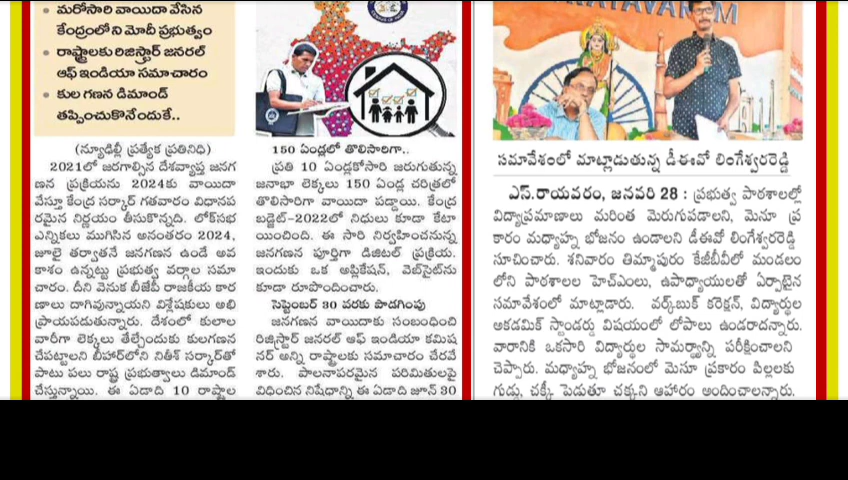 మరోసారి వాయిదా వేసిన
కేంద్రంలోని మోదీ ప్రభుత్వం
రాష్ట్రాలకు రిజిస్ట్రార్ జనరల్
ఆఫ్ ఇండియా సమాచారం
కుల గణన డిమాండ్
తప్పించుకొనేందుకే..
(న్యూఢిల్లీ ప్రత్యేక ప్రతినిధి)
2021లో జరగాల్సిన దేశవ్యాప్త జనగ
ణన ప్రక్రియను 2024కు వాయిదా
వేస్తూ కేంద్ర సర్కార్ గతవారం విధానప
రమైన నిర్ణయం తీసుకొన్నది. లోక్‌సభ
ఎన్నికలు ముగిసిన అనంతరం 2024,
జూలై తర్వాతనే జనగణన ఉండే అవ
కాశం ఉన్నట్టు ప్రభుత్వ వర్గాల సమా
చారం. దీని వెనుక బీజేపీ రాజకీయ కార
ణాలు దాగివున్నాయని విశ్లేషకులు అభి
ప్రాయపడుతున్నారు. దేశంలో కులాల
వారీగా లెక్కలు తేల్చేందుకు కులగణన
చేపట్టాలని బీహార్‌లోని నితీశ్ సర్కార్‌తో
పాటు పలు రాష్ట్ర ప్రభుత్వాలు డిమాండ్
చేస్తున్నాయి. ఈ ఏడాది 10 రాష్ట్రాల
150 ఏండ్లలో తొలిసారిగా..
ప్రతి 10 ఏండ్లకోసారి జరుగుతున్న
జనాభా లెక్కలు 150 ఏండ్ల చరిత్రలో
తొలిసారిగా వాయిదా పడ్డాయి. కేంద్ర
బడ్జెట్-2022లో నిధులు కూడా కేటా
యించింది. ఈ సారి నిర్వహించనున్న
జనగణన పూర్తిగా డిజిటల్ ప్రక్రియ.
ఇందుకు ఒక అప్లికేషన్, వెబ్‌సైట్‌ను
కూడా రూపొందించారు.
సెప్టెంబర్ 30 వరకు పొడగింపు
జనగణన వాయిదాకు సంబంధించి
రిజిస్ట్రార్ జనరల్ ఆఫ్ ఇండియా కమిష
నర్ అన్ని రాష్ట్రాలకు సమాచారం చేరవే
శారు. పాలనాపరమైన పరిమితులపై
విధించిన నిషేధాన్ని ఈ ఏడాది జూన్ 30
RATAVARAM
సమావేశంలో మాట్లాడుతున్న డీఈవో లింగేశ్వరరెడ్డి
ఎస్.రాయవరం, జనవరి 28 : ప్రభుత్వ పాఠశాలల్లో
విద్యాప్రమాణాలు మరింత మెరుగుపడాలని, మెనూ ప్ర
కారం మధ్యాహ్న భోజనం ఉండాలని డీఈవో లింగేశ్వరరెడ్డి
సూచించారు. శనివారం తిమ్మాపురం కేజీబీవీలో మండలం
లోని పాఠశాలల హెచ్ఎంలు, ఉపాధ్యాయులతో ఏర్పాటైన
సమావేశంలో మాట్లాడారు. వర్క్‌బుక్ కరెక్షన్, విద్యార్థుల
అకడమిక్ స్టాండర్డు విషయంలో లోపాలు ఉండరాదన్నారు.
వారానికి ఒకసారి విద్యార్థుల సామర్థ్యాన్ని పరీక్షించాలని
చెప్పారు. మధ్యాహ్న భోజనంలో మెనూ ప్రకారం పిల్లలకు
గుడ్డు, చక్కీ పెడుతూ చక్కని ఆహారం అందించాలన్నారు.